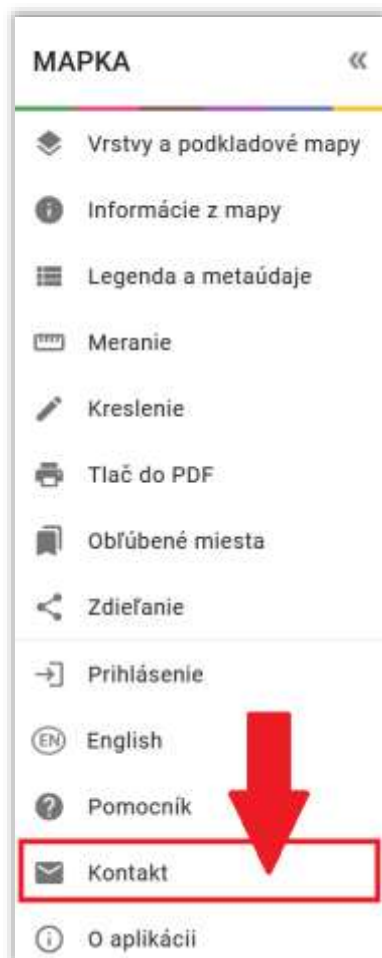 MAPKA «
Vrstvy a podkladové mapy
Informácie z mapy
Legenda a metaúdaje
Meranie
Kreslenie
Tlač do PDF
Obľúbené miesta
Zdieľanie
Prihlásenie
EN English
Pomocník
Kontakt
O aplikácii